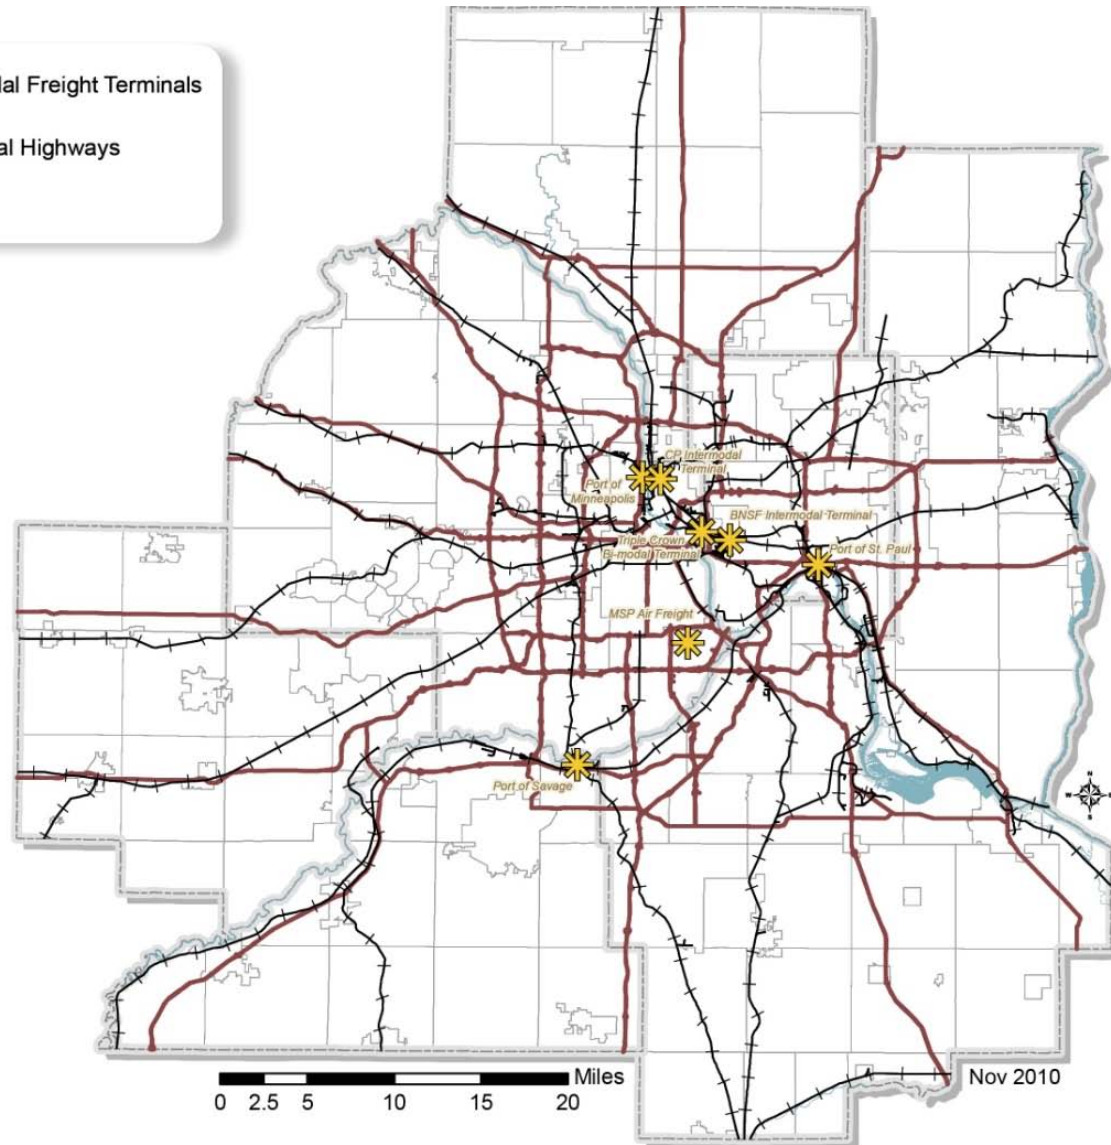 al Freight Terminals
al Highways
CP Intermodal
Terminal
Port of
Minneapolis
BNSF Intermodal Terminal
Triple Crown
Bi-modal Terminal
Port of St. Paul
MSP Air Freight
Port of Savage
N
W E
S
Miles
0 2.5 5 10 15 20
Nov 2010